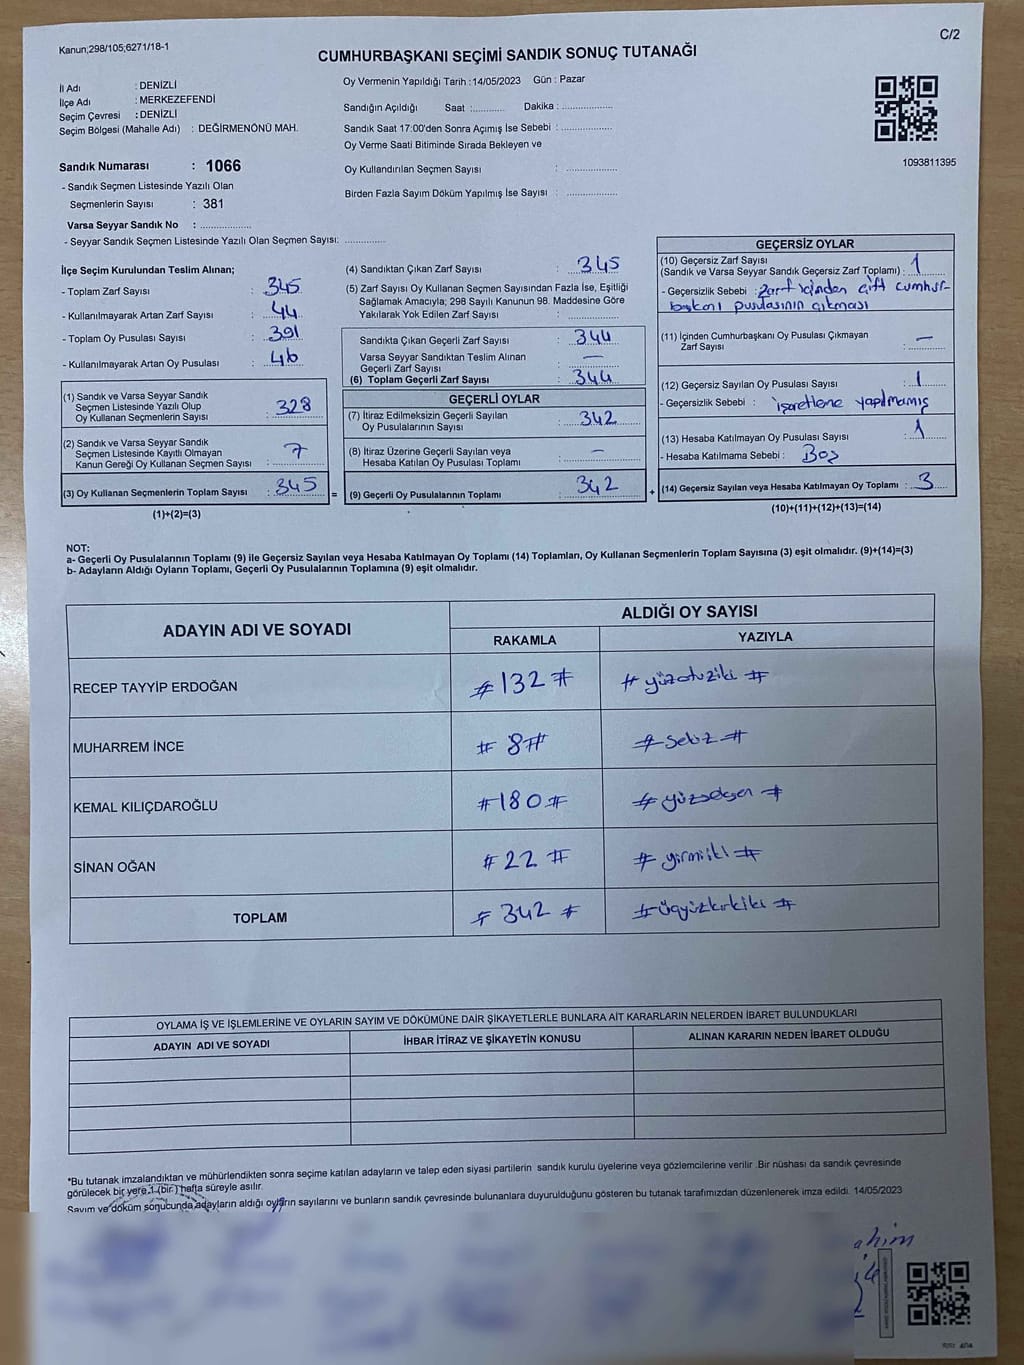 Kanun;298/105;6271/18-1
C/2
CUMHURBAŞKANI SEÇİMİ SANDIK SONUÇ TUTANAĞI
İl Adı : DENİZLİ
İlçe Adı : MERKEZEFENDİ
Seçim Çevresi : DENİZLİ
Seçim Bölgesi (Mahalle Adı) : DEĞİRMENÖNÜ MAH.
Sandık Numarası : 1066
- Sandık Seçmen Listesinde Yazılı Olan
Seçmenlerin Sayısı : 381
Varsa Seyyar Sandık No : ....................
- Seyyar Sandık Seçmen Listesinde Yazılı Olan Seçmen Sayısı: ................
Oy Vermenin Yapıldığı Tarih :14/05/2023 Gün : Pazar
Sandığın Açıldığı Saat :............ Dakika : ....................
Sandık Saat 17:00'den Sonra Açımış İse Sebebi : ....................
Oy Verme Saati Bitiminde Sırada Bekleyen ve
Oy Kullandırılan Seçmen Sayısı : ....................
Birden Fazla Sayım Döküm Yapılmış İse Sayısı : ....................
1093811395
İlçe Seçim Kurulundan Teslim Alınan;
- Toplam Zarf Sayısı : 345
- Kullanılmayarak Artan Zarf Sayısı : 44
- Toplam Oy Pusulası Sayısı : 391
- Kullanılmayarak Artan Oy Pusulası : 46
(1) Sandık ve Varsa Seyyar Sandık
Seçmen Listesinde Yazılı Olup
Oy Kullanan Seçmenlerin Sayısı : 328
(2) Sandık ve Varsa Seyyar Sandık
Seçmen Listesinde Kayıtlı Olmayan
Kanun Gereği Oy Kullanan Seçmen Sayısı : 7
(3) Oy Kullanan Seçmenlerin Toplam Sayısı : 345 =
(1)+(2)=(3)
(4) Sandıktan Çıkan Zarf Sayısı : 345
(5) Zarf Sayısı Oy Kullanan Seçmen Sayısından Fazla İse, Eşitliği
Sağlamak Amacıyla; 298 Sayılı Kanunun 98. Maddesine Göre
Yakılarak Yok Edilen Zarf Sayısı : ....................
Sandıkta Çıkan Geçerli Zarf Sayısı : 344
Varsa Seyyar Sandıktan Teslim Alınan
Geçerli Zarf Sayısı : —
(6) Toplam Geçerli Zarf Sayısı : 344
GEÇERLİ OYLAR
(7) İtiraz Edilmeksizin Geçerli Sayılan
Oy Pusulalarının Sayısı : 342
(8) İtiraz Üzerine Geçerli Sayılan veya
Hesaba Katılan Oy Pusulası Toplamı : —
(9) Geçerli Oy Pusulalarının Toplamı : 342 +
GEÇERSİZ OYLAR
(10) Geçersiz Zarf Sayısı
(Sandık ve Varsa Seyyar Sandık Geçersiz Zarf Toplamı) : 1
- Geçersizlik Sebebi : Zarf içinden çift cumhur-
başkanı pusulasının çıkması
(11) İçinden Cumhurbaşkanı Oy Pusulası Çıkmayan
Zarf Sayısı : —
(12) Geçersiz Sayılan Oy Pusulası Sayısı : 1
- Geçersizlik Sebebi : işaretleme yapılmamış
(13) Hesaba Katılmayan Oy Pusulası Sayısı : 1
- Hesaba Katılmama Sebebi : Boş
(14) Geçersiz Sayılan veya Hesaba Katılmayan Oy Toplamı : 3
(10)+(11)+(12)+(13)=(14)
NOT:
a- Geçerli Oy Pusulalarının Toplamı (9) ile Geçersiz Sayılan veya Hesaba Katılmayan Oy Toplamı (14) Toplamları, Oy Kullanan Seçmenlerin Toplam Sayısına (3) eşit olmalıdır. (9)+(14)=(3)
b- Adayların Aldığı Oyların Toplamı, Geçerli Oy Pusulalarının Toplamına (9) eşit olmalıdır.
ADAYIN ADI VE SOYADI
ALDIĞI OY SAYISI
RAKAMLA YAZIYLA
RECEP TAYYİP ERDOĞAN # 132 # # yüzotuziki #
MUHARREM İNCE # 8 # # sekiz #
KEMAL KILIÇDAROĞLU # 180 # # yüzseksen #
SİNAN OĞAN # 22 # # yirmiiki #
TOPLAM # 342 # # üçyüzkırkiki #
OYLAMA İŞ VE İŞLEMLERİNE VE OYLARIN SAYIM VE DÖKÜMÜNE DAİR ŞİKAYETLERLE BUNLARA AİT KARARLARIN NELERDEN İBARET BULUNDUKLARI
ADAYIN ADI VE SOYADI İHBAR İTİRAZ VE ŞİKAYETİN KONUSU ALINAN KARARIN NEDEN İBARET OLDUĞU
*Bu tutanak imzalandıktan ve mühürlendikten sonra seçime katılan adayların ve talep eden siyasi partilerin sandık kurulu üyelerine veya gözlemcilerine verilir .Bir nüshası da sandık çevresinde
görülecek bir yere 1 (bir ) hafta süreyle asılır.
Sayım ve döküm sonucunda adayların aldığı oyların sayılarını ve bunların sandık çevresinde bulunanlara duyurulduğunu gösteren bu tutanak tarafımızdan düzenlenerek imza edildi. 14/05/2023